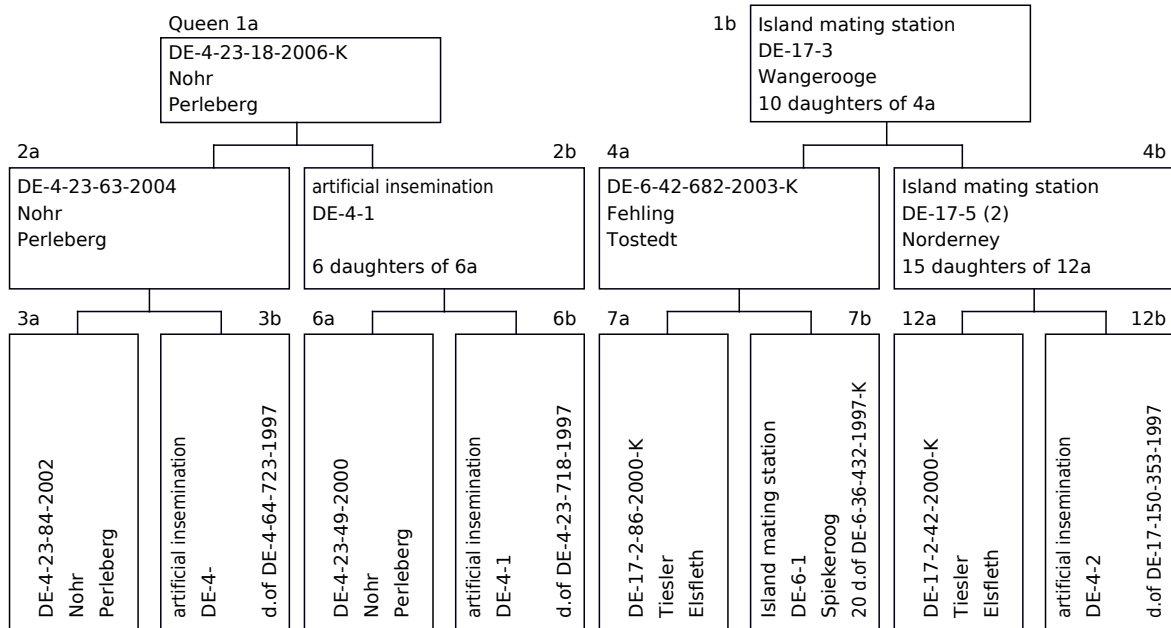 Queen 1a
DE-4-23-18-2006-K
Nohr
Perleberg
1b
Island mating station
DE-17-3
Wangerooge
10 daughters of 4a
2a
DE-4-23-63-2004
Nohr
Perleberg
2b
artificial insemination
DE-4-1
6 daughters of 6a
4a
DE-6-42-682-2003-K
Fehling
Tostedt
4b
Island mating station
DE-17-5 (2)
Norderney
15 daughters of 12a
3a
DE-4-23-84-2002
Nohr
Perleberg
3b
artificial insemination
DE-4-
d.of DE-4-64-723-1997
6a
DE-4-23-49-2000
Nohr
Perleberg
6b
artificial insemination
DE-4-1
d.of DE-4-23-718-1997
7a
DE-17-2-86-2000-K
Tiesler
Elsfleth
7b
Island mating station
DE-6-1
Spiekeroog
20 d.of DE-6-36-432-1997-K
12a
DE-17-2-42-2000-K
Tiesler
Elsfleth
12b
artificial insemination
DE-4-2
d.of DE-17-150-353-1997